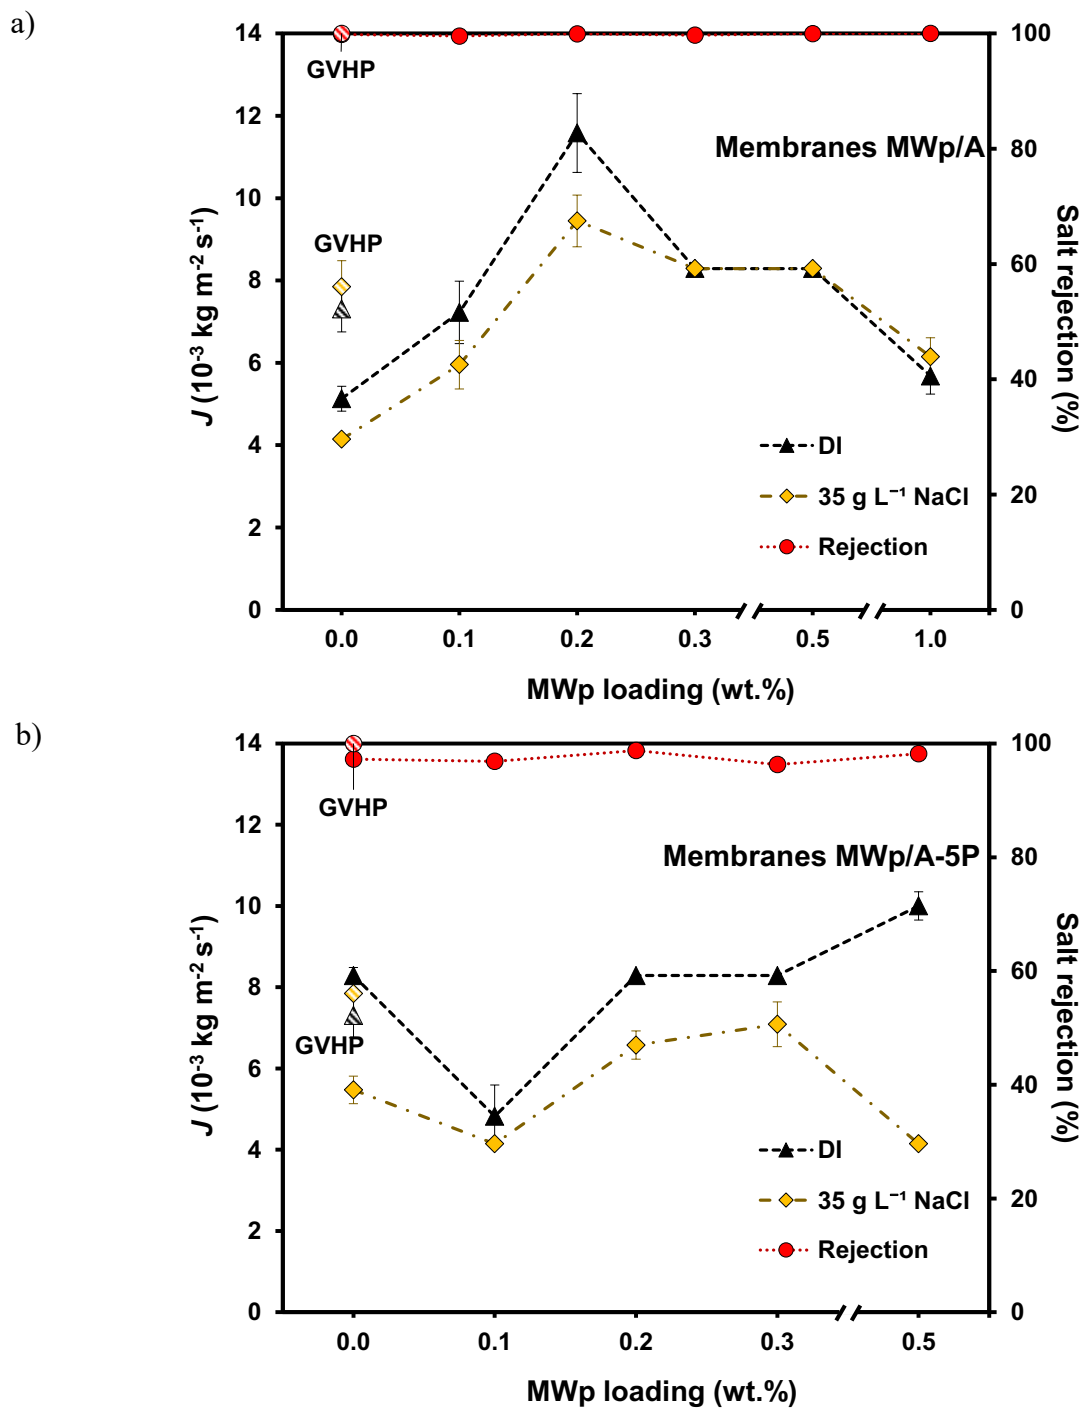 a)
14
12
10
8
6
4
2
0
J (10⁻³ kg m⁻² s⁻¹)
GVHP
GVHP
Membranes MWp/A
DI
35 g L⁻¹ NaCl
Rejection
100
80
60
40
20
0
Salt rejection (%)
0.0 0.1 0.2 0.3 0.5 1.0
MWp loading (wt.%)
b)
14
12
10
8
6
4
2
0
J (10⁻³ kg m⁻² s⁻¹)
GVHP
GVHP
Membranes MWp/A-5P
DI
35 g L⁻¹ NaCl
Rejection
100
80
60
40
20
0
Salt rejection (%)
0.0 0.1 0.2 0.3 0.5
MWp loading (wt.%)